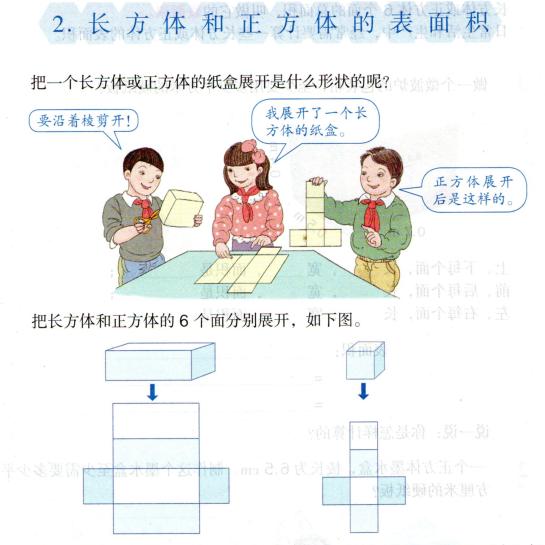 2. 长方体和正方体的表面积
把一个长方体或正方体的纸盒展开是什么形状的呢？
要沿着棱剪开！
我展开了一个长
方体的纸盒。
正方体展开
后是这样的。
把长方体和正方体的 6 个面分别展开，如下图。